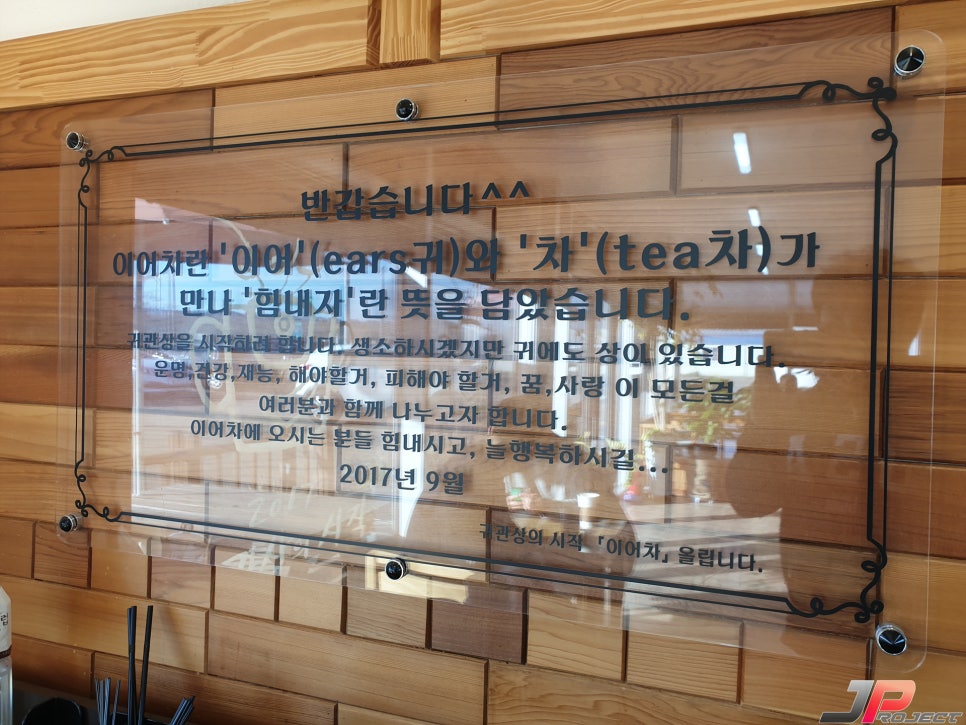 반갑습니다^^
이어차란 '이어'(ears귀)와 '차'(tea차)가
만나 '힘내자'란 뜻을 담았습니다.
귀관상을 시작하려 합니다. 생소하시겠지만 귀에도 상이 있습니다.
운명,건강,재능, 해야할거, 피해야 할거, 꿈,사랑 이 모든걸
여러분과 함께 나누고자 합니다.
이어차에 오시는 분들 힘내시고, 늘행복하시길...
2017년 9월
귀관상의 시작 「이어차」 올립니다.
JP PROJECT